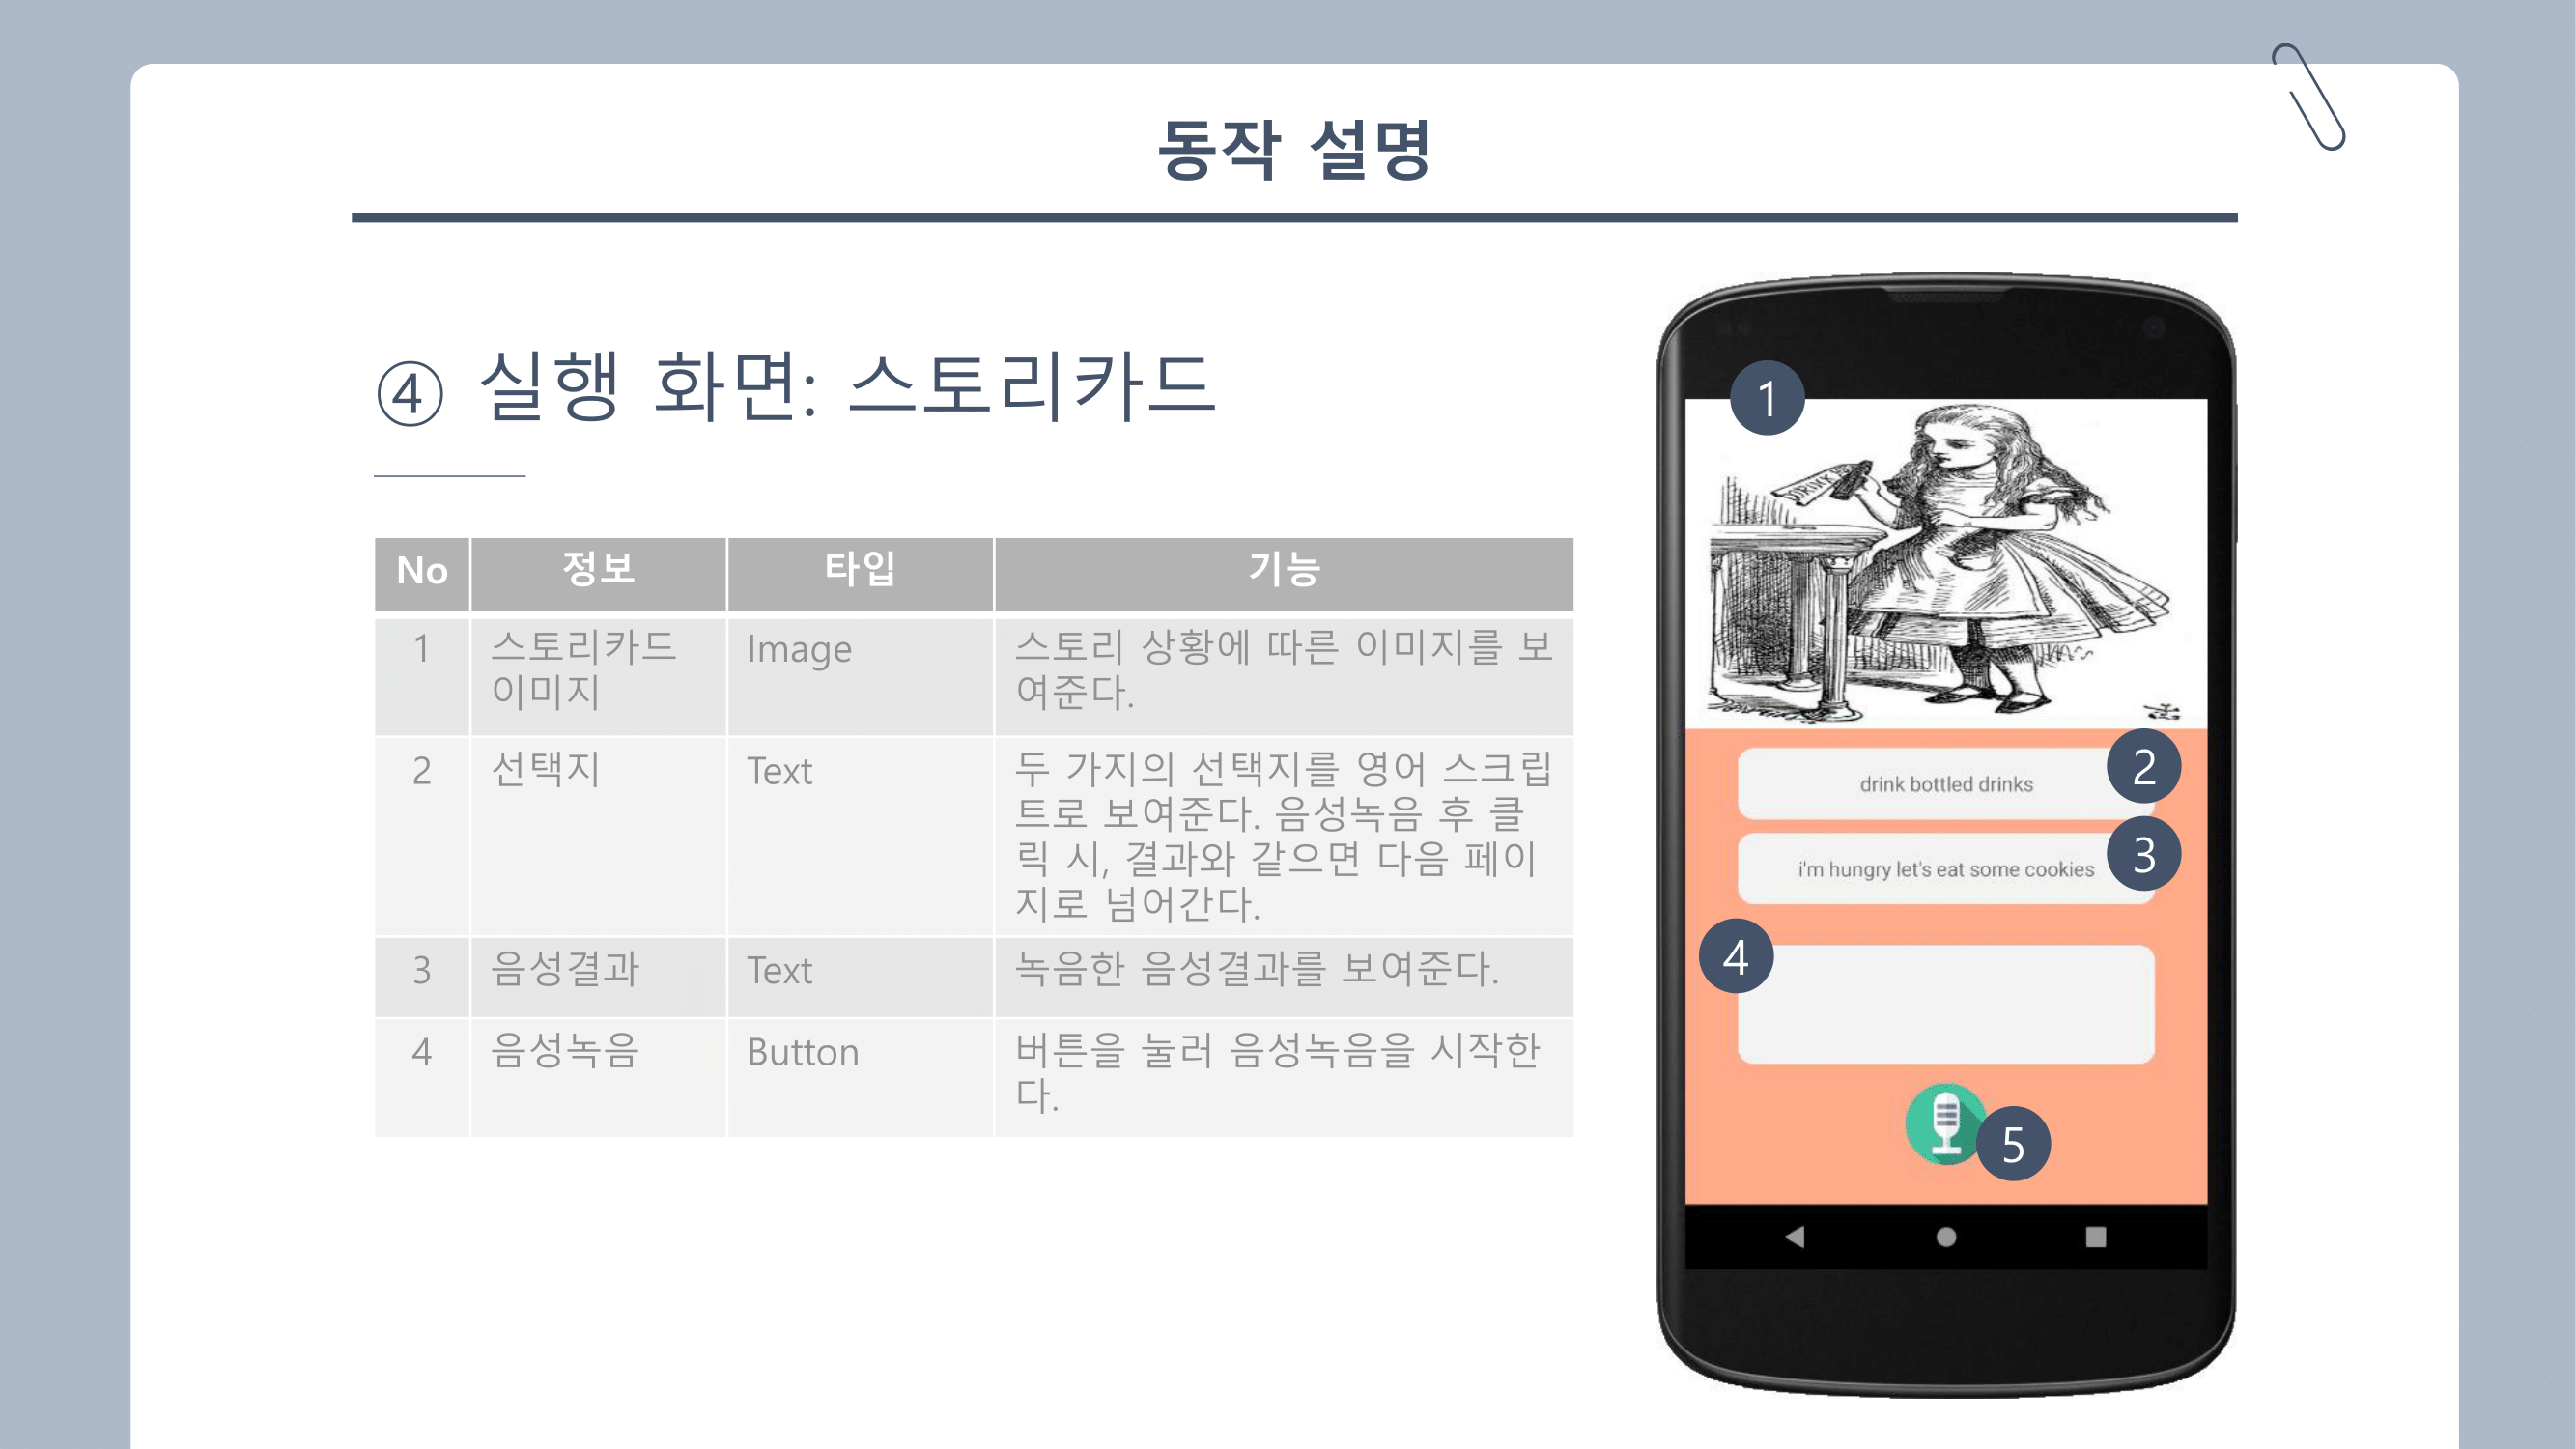 동작 설명
④ 실행 화면: 스토리카드
No 정보 타입 기능
1 스토리카드 이미지 Image 스토리 상황에 따른 이미지를 보
여준다.
2 선택지 Text 두 가지의 선택지를 영어 스크립
트로 보여준다. 음성녹음 후 클
릭 시, 결과와 같으면 다음 페이
지로 넘어간다.
3 음성결과 Text 녹음한 음성결과를 보여준다.
4 음성녹음 Button 버튼을 눌러 음성녹음을 시작한
다.
1
DRINK
drink bottled drinks
2
i'm hungry let's eat some cookies
3
4
5